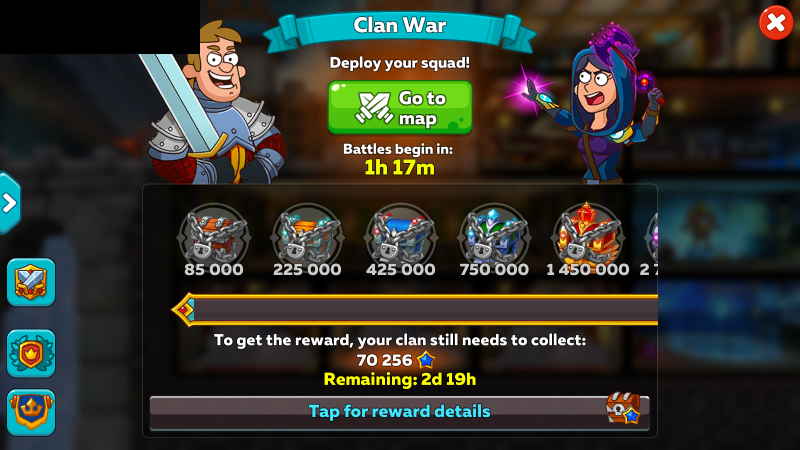 Clan War
Deploy your squad!
Go to
map
Battles begin in:
1h 17m
85 000 225 000 425 000 750 000 1 450 000 2 7
To get the reward, your clan still needs to collect:
70 256
Remaining: 2d 19h
Tap for reward details